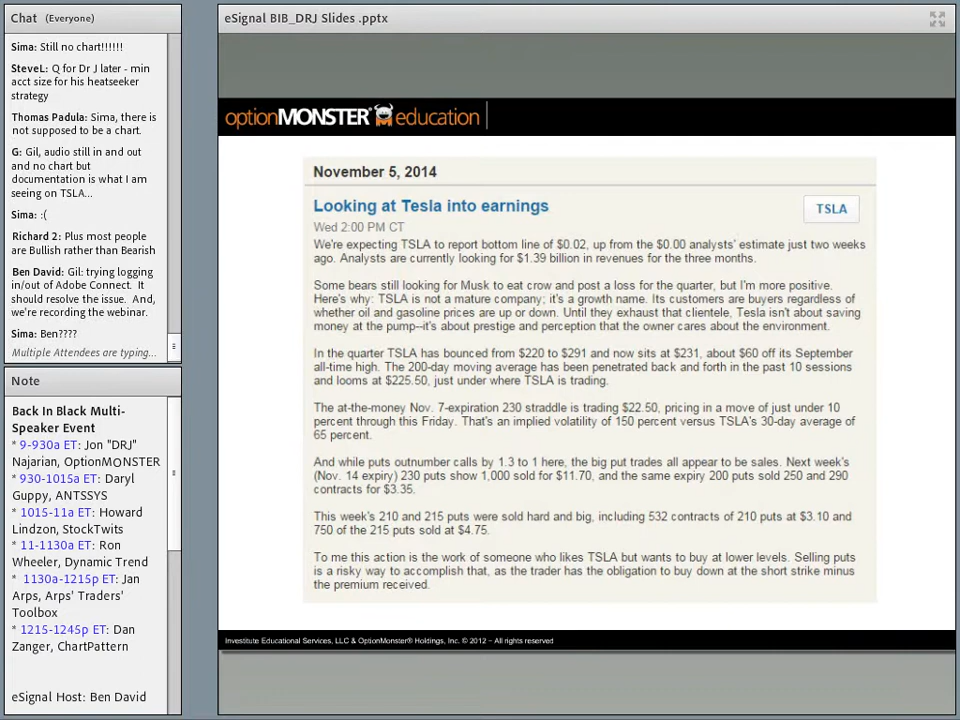 Chat (Everyone)
Sima: Still no chart!!!!!!
SteveL: Q for Dr J later - min
acct size for his heatseeker
strategy
Thomas Padula: Sima, there is
not supposed to be a chart.
G: Gil, audio still in and out
and no chart but
documentation is what I am
seeing on TSLA...
Sima: :(
Richard 2: Plus most people
are Bullish rather than Bearish
Ben David: Gil: trying logging
in/out of Adobe Connect. It
should resolve the issue. And,
we're recording the webinar.
Sima: Ben????
Multiple Attendees are typing...
Note
Back In Black Multi-
Speaker Event
* 9-930a ET: Jon "DRJ"
Najarian, OptionMONSTER
* 930-1015a ET: Daryl
Guppy, ANTSSYS
* 1015-11a ET: Howard
Lindzon, StockTwits
* 11-1130a ET: Ron
Wheeler, Dynamic Trend
* 1130a-1215p ET: Jan
Arps, Arps' Traders'
Toolbox
* 1215-1245p ET: Dan
Zanger, ChartPattern
eSignal Host: Ben David
eSignal BIB_DRJ Slides .pptx
optionMONSTER® education
November 5, 2014
Looking at Tesla into earnings
TSLA
Wed 2:00 PM CT
We're expecting TSLA to report bottom line of $0.02, up from the $0.00 analysts' estimate just two weeks
ago. Analysts are currently looking for $1.39 billion in revenues for the three months.
Some bears still looking for Musk to eat crow and post a loss for the quarter, but I'm more positive.
Here's why: TSLA is not a mature company; it's a growth name. Its customers are buyers regardless of
whether oil and gasoline prices are up or down. Until they exhaust that clientele, Tesla isn't about saving
money at the pump--it's about prestige and perception that the owner cares about the environment.
In the quarter TSLA has bounced from $220 to $291 and now sits at $231, about $60 off its September
all-time high. The 200-day moving average has been penetrated back and forth in the past 10 sessions
and looms at $225.50, just under where TSLA is trading.
The at-the-money Nov. 7-expiration 230 straddle is trading $22.50, pricing in a move of just under 10
percent through this Friday. That's an implied volatility of 150 percent versus TSLA's 30-day average of
65 percent.
And while puts outnumber calls by 1.3 to 1 here, the big put trades all appear to be sales. Next week's
(Nov. 14 expiry) 230 puts show 1,000 sold for $11.70, and the same expiry 200 puts sold 250 and 290
contracts for $3.35.
This week's 210 and 215 puts were sold hard and big, including 532 contracts of 210 puts at $3.10 and
750 of the 215 puts sold at $4.75.
To me this action is the work of someone who likes TSLA but wants to buy at lower levels. Selling puts
is a risky way to accomplish that, as the trader has the obligation to buy down at the short strike minus
the premium received.
Investitute Educational Services, LLC & OptionMonster® Holdings, Inc. © 2012 – All rights reserved